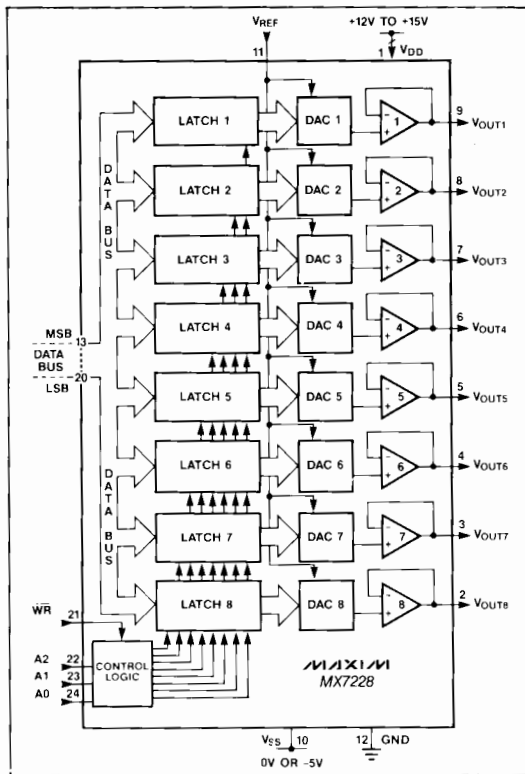 VREF
+12V TO +15V
11
1
VDD
LATCH 1
DAC 1
-
+
1
9
VOUT1
LATCH 2
DAC 2
-
+
2
8
VOUT2
DATA BUS
LATCH 3
DAC 3
-
+
3
7
VOUT3
LATCH 4
DAC 4
-
+
4
6
VOUT4
MSB
13
DATA
BUS
20
LSB
LATCH 5
DAC 5
-
+
5
5
VOUT5
LATCH 6
DAC 6
-
+
6
4
VOUT6
DATA BUS
LATCH 7
DAC 7
-
+
7
3
VOUT7
LATCH 8
DAC 8
-
+
8
2
VOUT8
WR
21
A2
22
A1
23
A0
24
CONTROL
LOGIC
MAXIM
MX7228
VSS
10
12
GND
0V OR -5V